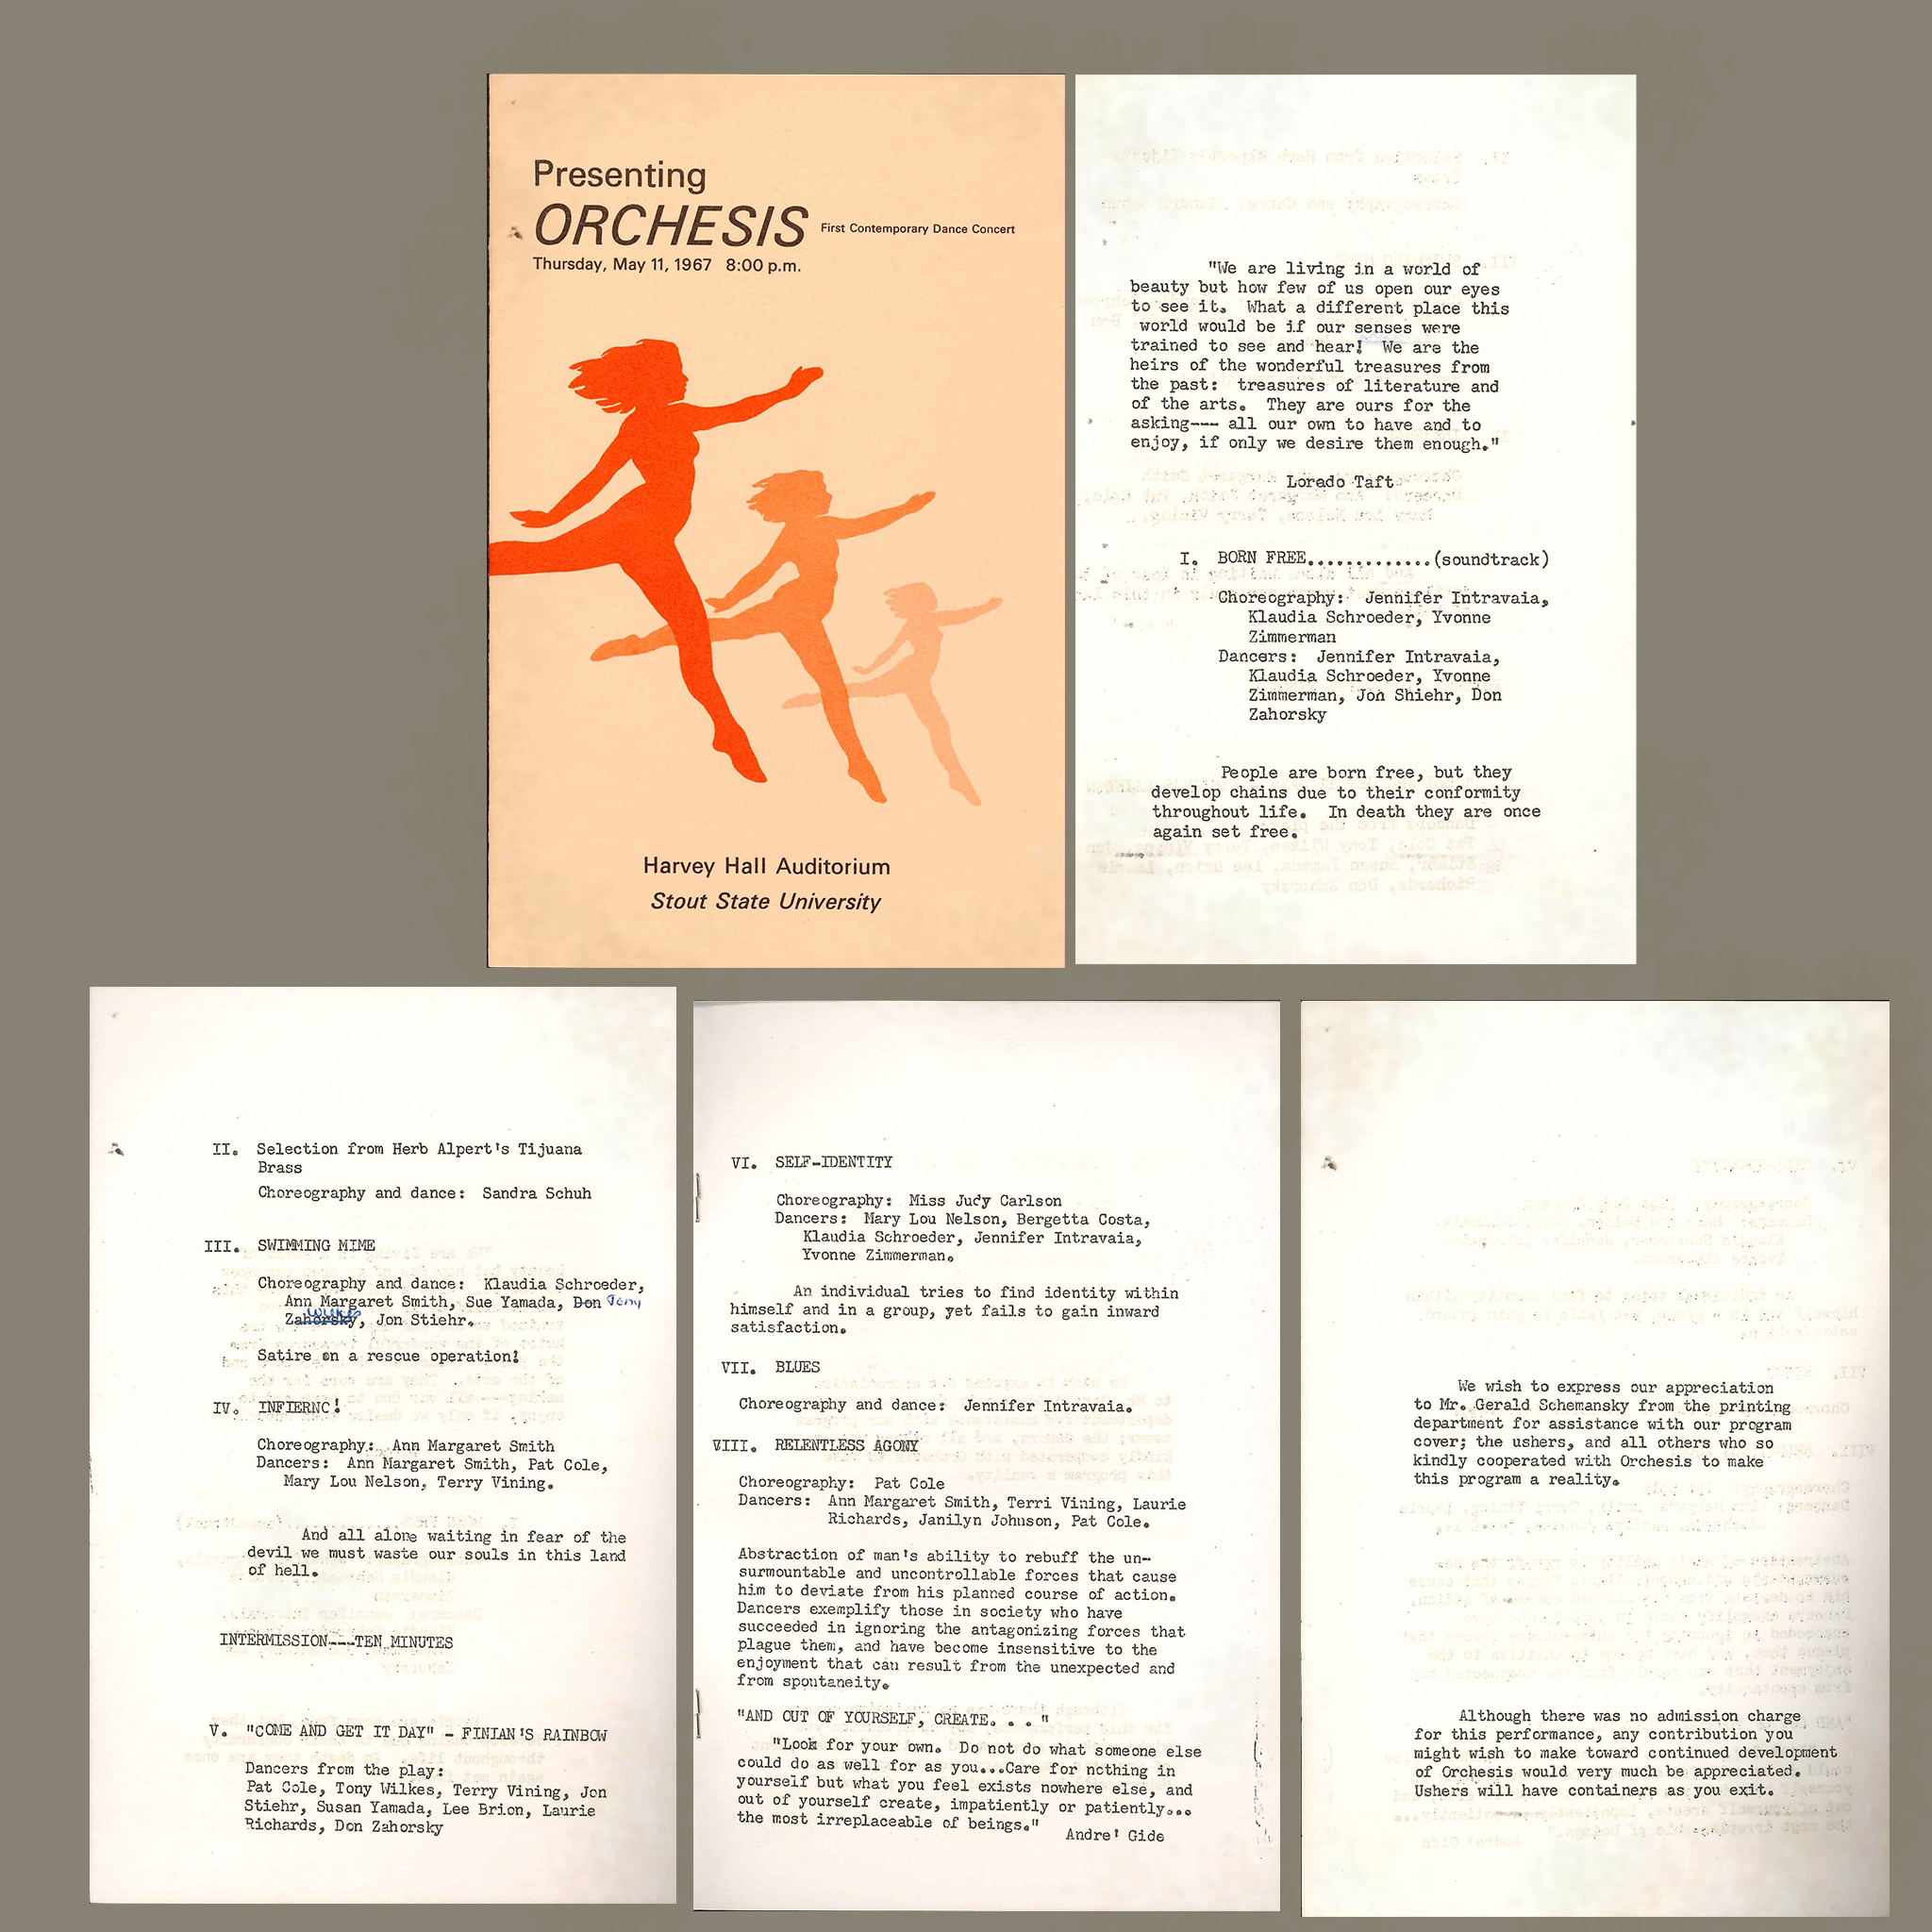 Presenting
ORCHESIS First Contemporary Dance Concert
Thursday, May 11, 1967 8:00 p.m.
Harvey Hall Auditorium
Stout State University
"We are living in a world of
beauty but how few of us open our eyes
to see it. What a different place this
world would be if our senses were
trained to see and hear! We are the
heirs of the wonderful treasures from
the past: treasures of literature and
of the arts. They are ours for the
asking--- all our own to have and to
enjoy, if only we desire them enough."
Lorado Taft
I. BORN FREE.............(soundtrack)
Choreography: Jennifer Intravaia,
Klaudia Schroeder, Yvonne
Zimmerman
Dancers: Jennifer Intravaia,
Klaudia Schroeder, Yvonne
Zimmerman, Jon Shiehr, Don
Zahorsky
People are born free, but they
develop chains due to their conformity
throughout life. In death they are once
again set free.
II. Selection from Herb Alpert's Tijuana
Brass
Choreography and dance: Sandra Schuh
III. SWIMMING MIME
Choreography and dance: Klaudia Schroeder,
Ann Margaret Smith, Sue Yamada, Don Tony
Wilkes
Zahorsky, Jon Stiehr.
Satire on a rescue operation!
IV. INFIERNO!
Choreography: Ann Margaret Smith
Dancers: Ann Margaret Smith, Pat Cole,
Mary Lou Nelson, Terry Vining.
And all alone waiting in fear of the
devil we must waste our souls in this land
of hell.
INTERMISSION---TEN MINUTES
V. "COME AND GET IT DAY" - FINIAN'S RAINBOW
Dancers from the play:
Pat Cole, Tony Wilkes, Terry Vining, Jon
Stiehr, Susan Yamada, Lee Brion, Laurie
Richards, Don Zahorsky
VI. SELF-IDENTITY
Choreography: Miss Judy Carlson
Dancers: Mary Lou Nelson, Bergetta Costa,
Klaudia Schroeder, Jennifer Intravaia,
Yvonne Zimmerman.
An individual tries to find identity within
himself and in a group, yet fails to gain inward
satisfaction.
VII. BLUES
Choreography and dance: Jennifer Intravaia.
VIII. RELENTLESS AGONY
Choreography: Pat Cole
Dancers: Ann Margaret Smith, Terri Vining, Laurie
Richards, Janilyn Johnson, Pat Cole.
Abstraction of man's ability to rebuff the un-
surmountable and uncontrollable forces that cause
him to deviate from his planned course of action.
Dancers exemplify those in society who have
succeeded in ignoring the antagonizing forces that
plague them, and have become insensitive to the
enjoyment that can result from the unexpected and
from spontaneity.
"AND OUT OF YOURSELF, CREATE. . . "
"Look for your own. Do not do what someone else
could do as well for as you...Care for nothing in
yourself but what you feel exists nowhere else, and
out of yourself create, impatiently or patiently...
the most irreplaceable of beings."
Andre' Gide
We wish to express our appreciation
to Mr. Gerald Schemansky from the printing
department for assistance with our program
cover; the ushers, and all others who so
kindly cooperated with Orchesis to make
this program a reality.
Although there was no admission charge
for this performance, any contribution you
might wish to make toward continued development
of Orchesis would very much be appreciated.
Ushers will have containers as you exit.